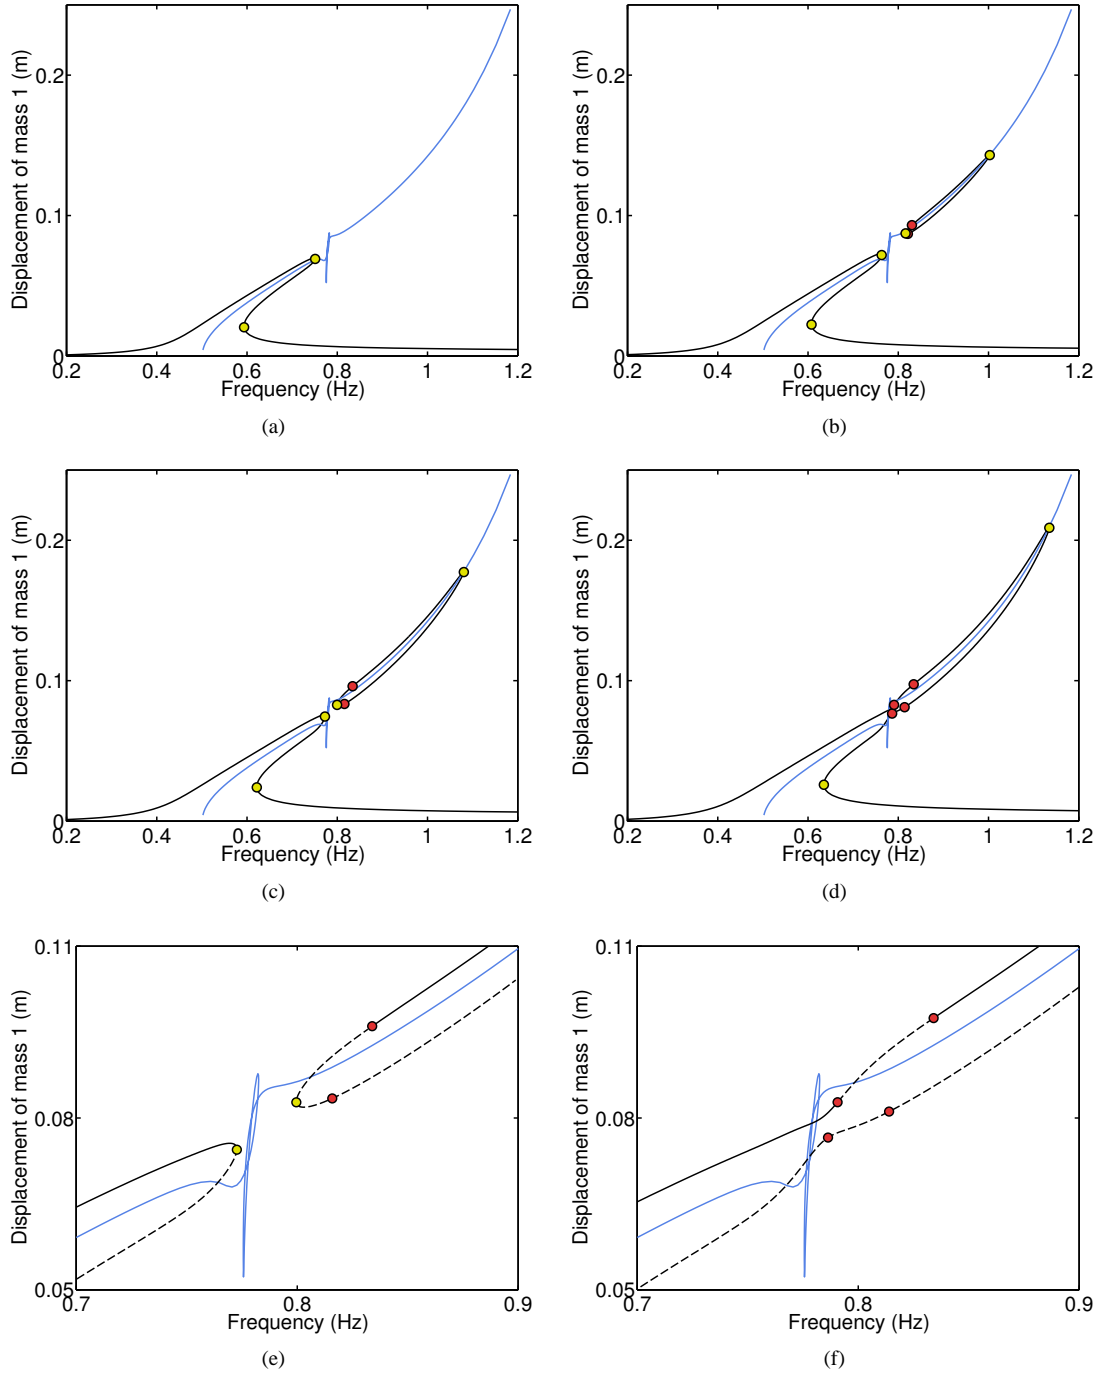 Displacement of mass 1 (m)
0.2
0.1
0
0.2 0.4 0.6 0.8 1 1.2
Frequency (Hz)
(a)
Displacement of mass 1 (m)
0.2
0.1
0
0.2 0.4 0.6 0.8 1 1.2
Frequency (Hz)
(b)
Displacement of mass 1 (m)
0.2
0.1
0
0.2 0.4 0.6 0.8 1 1.2
Frequency (Hz)
(c)
Displacement of mass 1 (m)
0.2
0.1
0
0.2 0.4 0.6 0.8 1 1.2
Frequency (Hz)
(d)
Displacement of mass 1 (m)
0.11
0.08
0.05
0.7 0.8 0.9
Frequency (Hz)
(e)
Displacement of mass 1 (m)
0.11
0.08
0.05
0.7 0.8 0.9
Frequency (Hz)
(f)